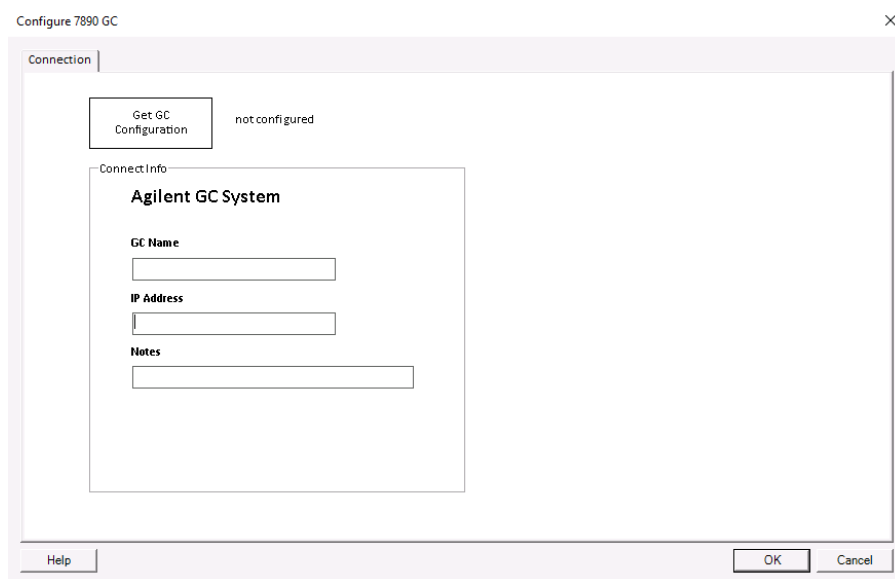 Configure 7890 GC
Connection
Get GC
Configuration
not configured
Connect Info
Agilent GC System
GC Name
IP Address
Notes
Help
OK
Cancel